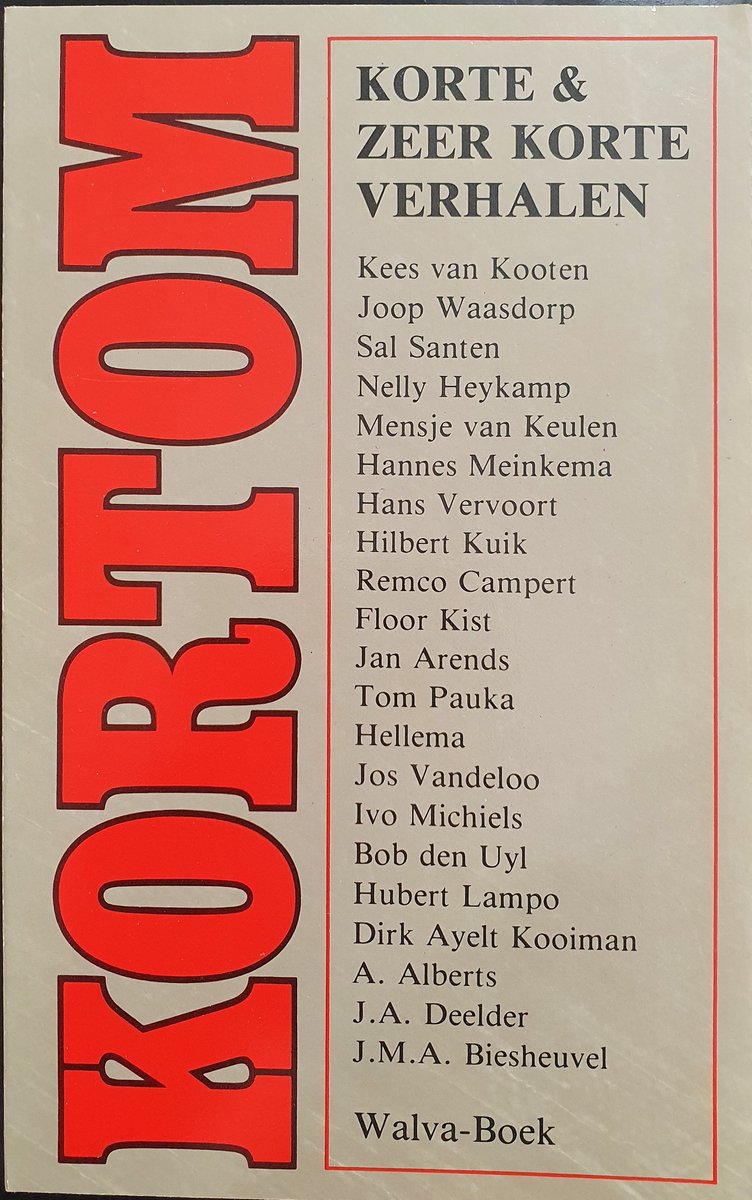 KORTOM
KORTE &
ZEER KORTE
VERHALEN
Kees van Kooten
Joop Waasdorp
Sal Santen
Nelly Heykamp
Mensje van Keulen
Hannes Meinkema
Hans Vervoort
Hilbert Kuik
Remco Campert
Floor Kist
Jan Arends
Tom Pauka
Hellema
Jos Vandeloo
Ivo Michiels
Bob den Uyl
Hubert Lampo
Dirk Ayelt Kooiman
A. Alberts
J.A. Deelder
J.M.A. Biesheuvel
Walva-Boek